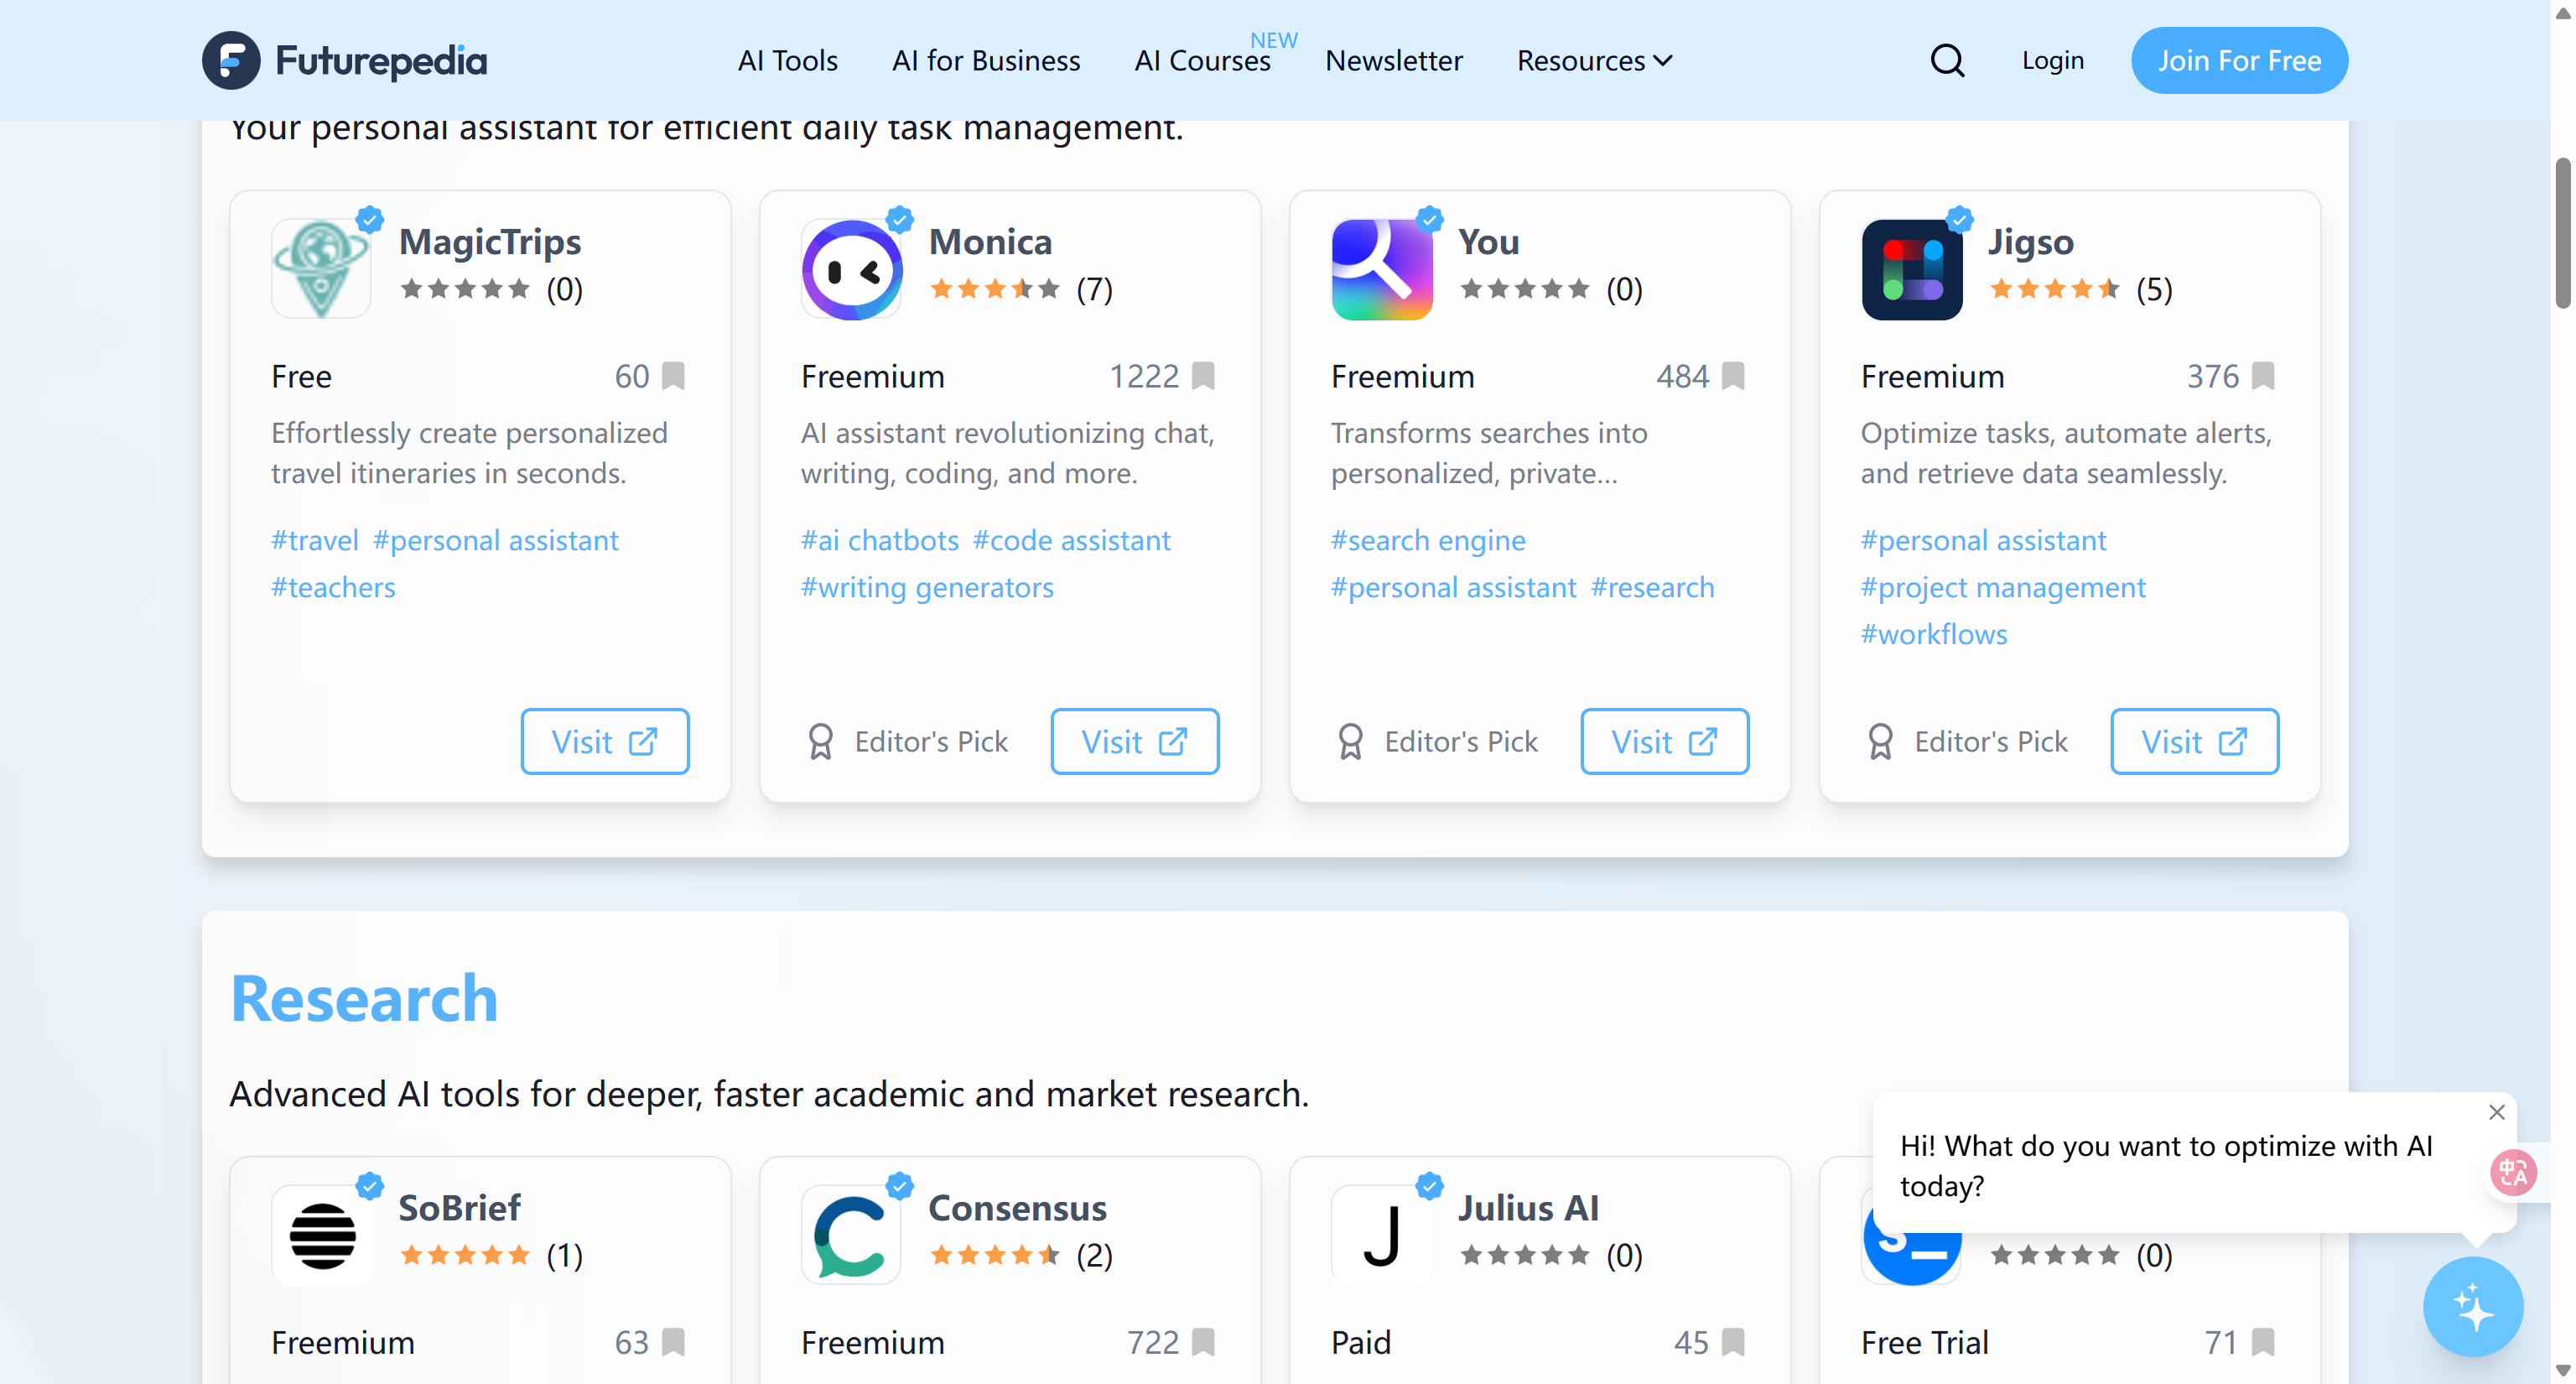 Futurepedia
AI Tools
AI for Business
AI Courses
NEW
Newsletter
Resources
Login
Join For Free
Your personal assistant for efficient daily task management.
MagicTrips
(0)
Free
60
Effortlessly create personalized
travel itineraries in seconds.
#travel #personal assistant
#teachers
Visit
Monica
(7)
Freemium
1222
AI assistant revolutionizing chat,
writing, coding, and more.
#ai chatbots #code assistant
#writing generators
Editor's Pick
Visit
You
(0)
Freemium
484
Transforms searches into
personalized, private...
#search engine
#personal assistant #research
Editor's Pick
Visit
Jigso
(5)
Freemium
376
Optimize tasks, automate alerts,
and retrieve data seamlessly.
#personal assistant
#project management
#workflows
Editor's Pick
Visit
Research
Advanced AI tools for deeper, faster academic and market research.
SoBrief
(1)
Freemium
63
Consensus
(2)
Freemium
722
J
Julius AI
(0)
Paid
45
(0)
Free Trial
71
Hi! What do you want to optimize with AI
today?